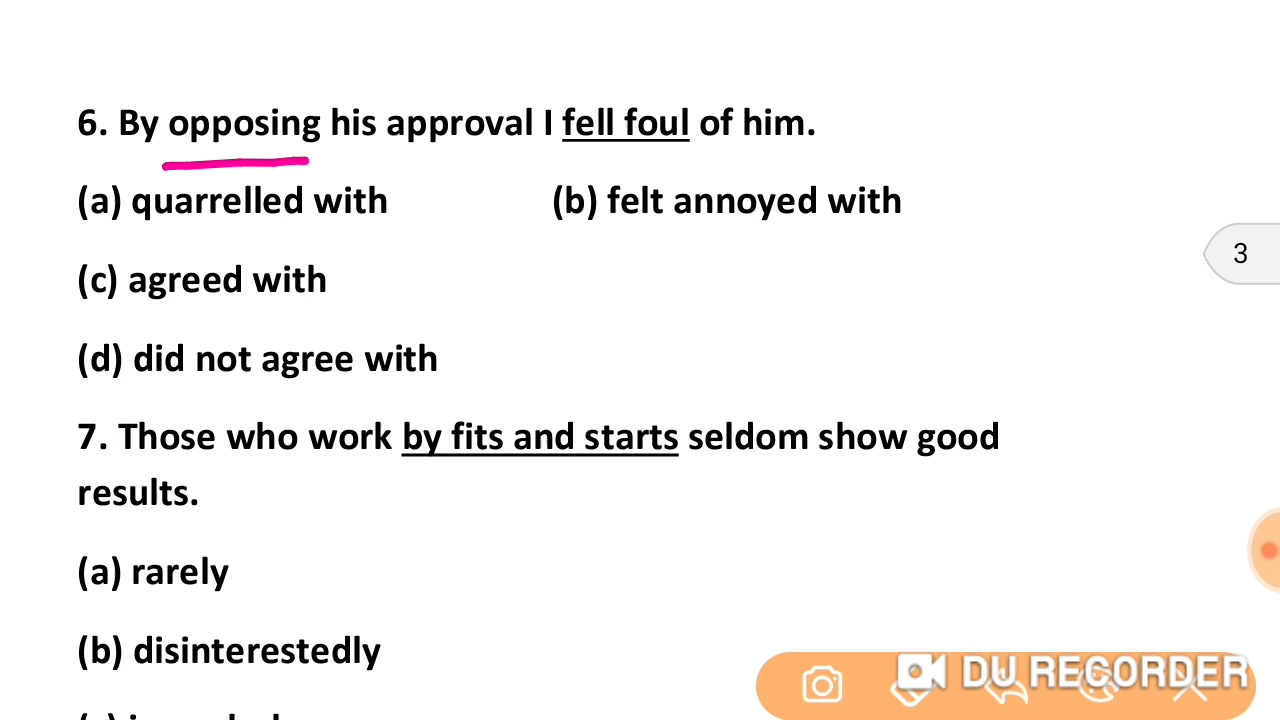 6. By opposing his approval I fell foul of him.
(a) quarrelled with (b) felt annoyed with
(c) agreed with
3
(d) did not agree with
7. Those who work by fits and starts seldom show good
results.
(a) rarely
(b) disinterestedly
DU RECORDER